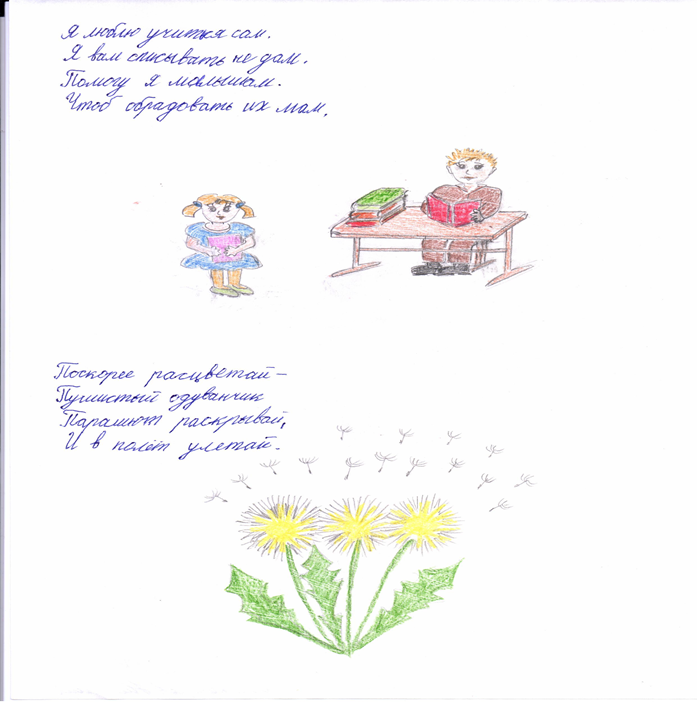 Я люблю учиться сам.
Я вам списывать не дам.
Помогу я малышам.
Чтоб обрадовать их мам.
Поскорее расцветай –
Пушистый одуванчик
Парашют раскрывай,
И в полёт улетай.